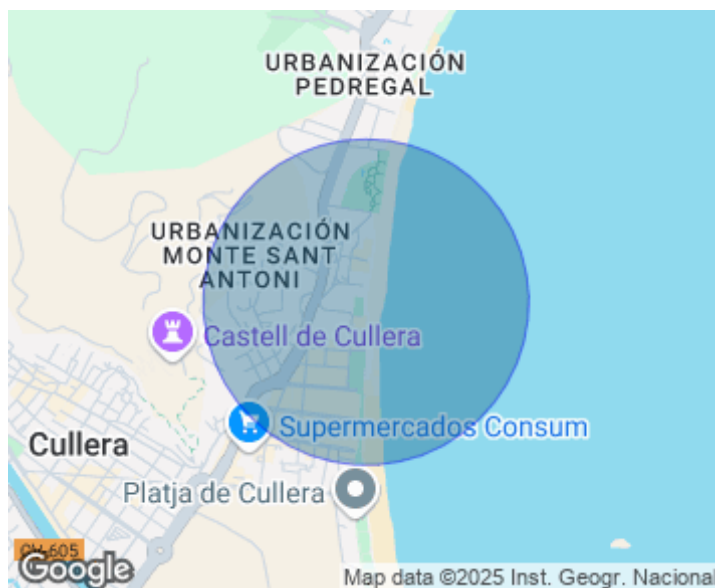 URBANIZACIÓN
PEDREGAL
URBANIZACIÓN
MONTE SANT
ANTONI
Castell de Cullera
Supermercados Consum
Cullera
Platja de Cullera
CV-605
Google
Map data ©2025 Inst. Geogr. Nacional